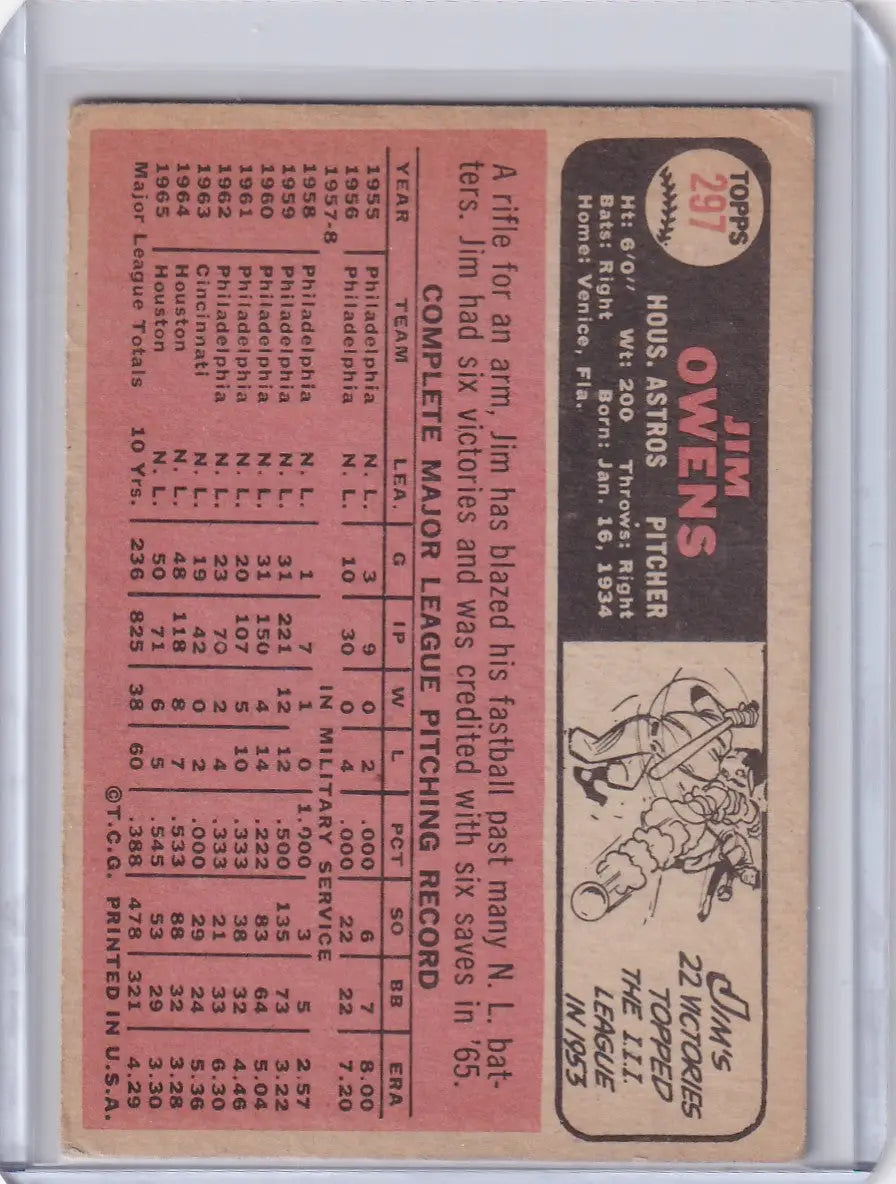 TOPPS
297
JIM
OWENS
HOUS. ASTROS PITCHER
Ht: 6'0" Wt: 200 Throws: Right
Bats: Right Born: Jan. 16, 1934
Home: Venice, Fla.
JIM'S
22 VICTORIES
TOPPED
THE I.I.I.
LEAGUE
IN 1953
A rifle for an arm, Jim has blazed his fastball past many N. L. bat-
ters. Jim had six victories and was credited with six saves in '65.
COMPLETE MAJOR LEAGUE PITCHING RECORD
YEAR TEAM LEA. G IP W L PCT SO BB ERA
1955 Philadelphia N. L. 3 9 0 2 .000 6 7 8.00
1956 Philadelphia N. L. 10 30 0 4 .000 22 22 7.20
1957-8 IN MILITARY SERVICE
1958 Philadelphia N. L. 1 7 1 0 1.000 3 5 2.57
1959 Philadelphia N. L. 31 221 12 12 .500 135 73 3.22
1960 Philadelphia N. L. 31 150 4 14 .222 83 64 5.04
1961 Philadelphia N. L. 20 107 5 10 .333 38 32 4.46
1962 Philadelphia N. L. 23 70 2 4 .333 21 33 6.30
1963 Cincinnati N. L. 19 42 0 2 .000 29 24 5.36
1964 Houston N. L. 48 118 8 7 .533 88 32 3.28
1965 Houston N. L. 50 71 6 5 .545 53 29 3.30
Major League Totals 10 Yrs. 236 825 38 60 .388 478 321 4.29
©T.C.G. PRINTED IN U.S.A.